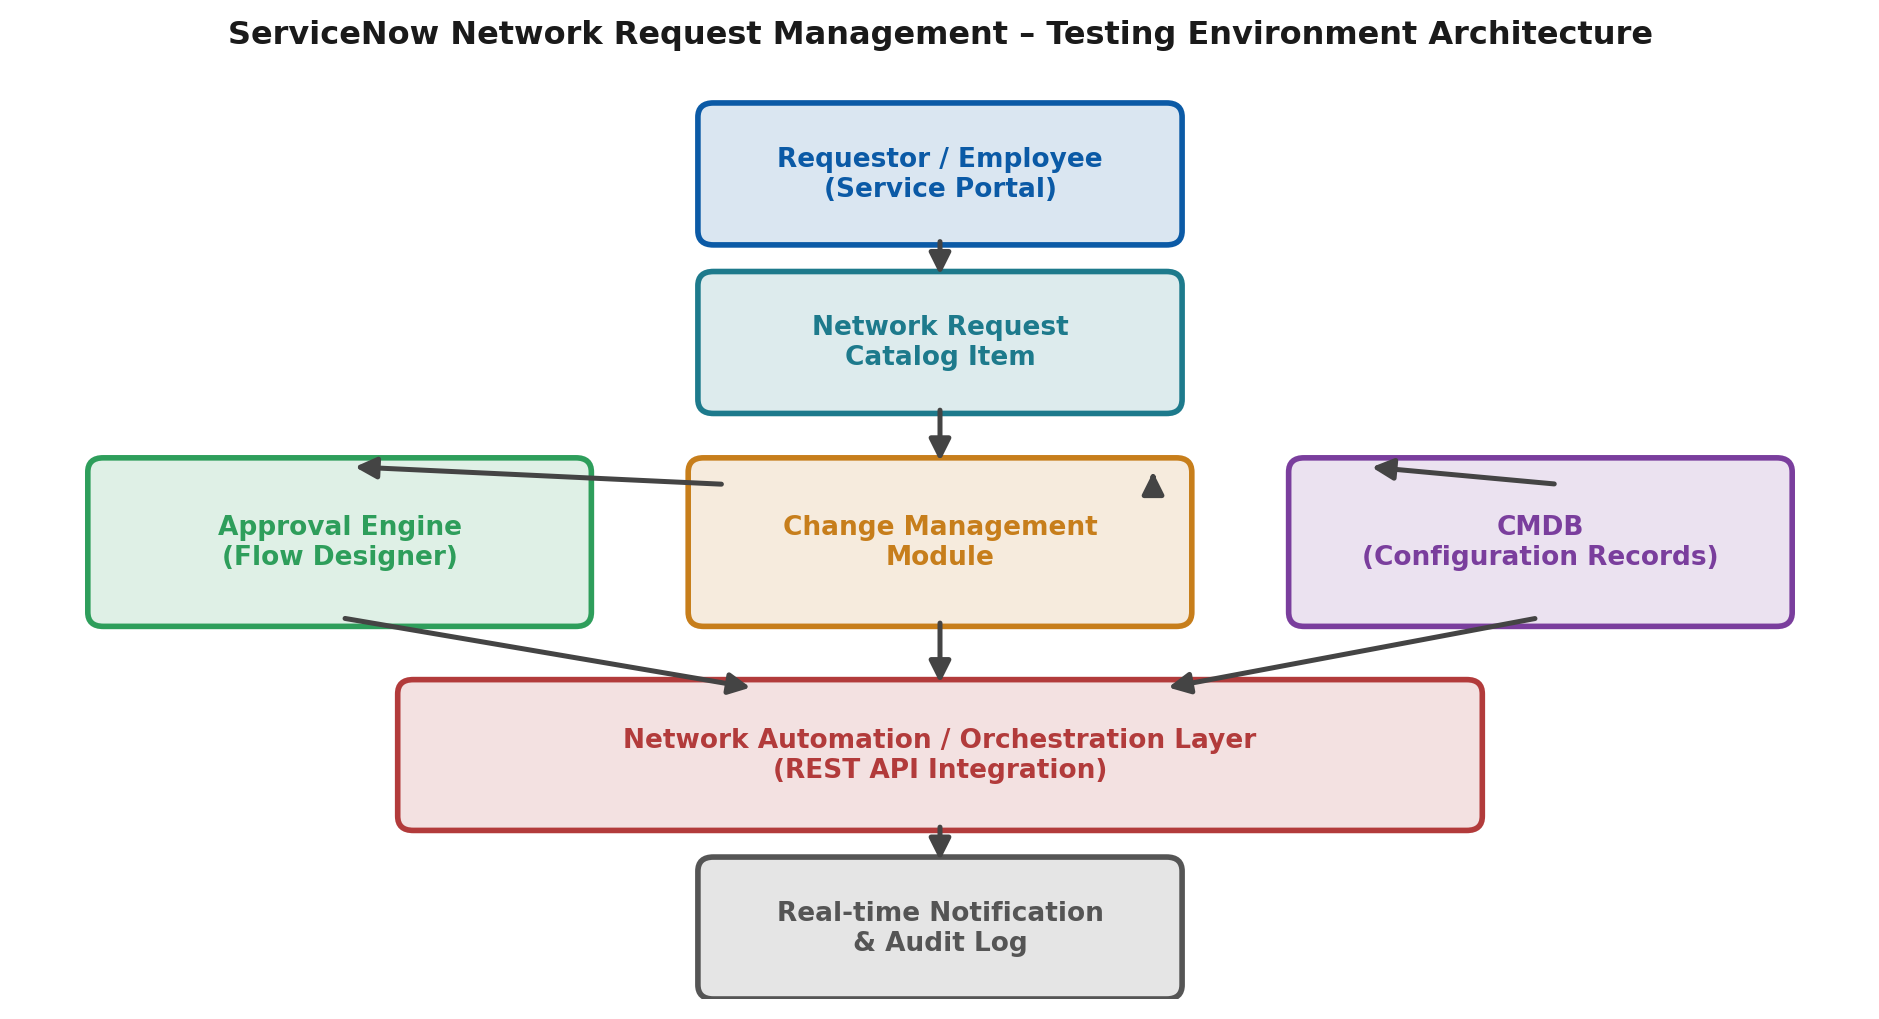 ServiceNow Network Request Management – Testing Environment Architecture
Requestor / Employee
(Service Portal)
Network Request
Catalog Item
Approval Engine
(Flow Designer)
Change Management
Module
CMDB
(Configuration Records)
Network Automation / Orchestration Layer
(REST API Integration)
Real-time Notification
& Audit Log